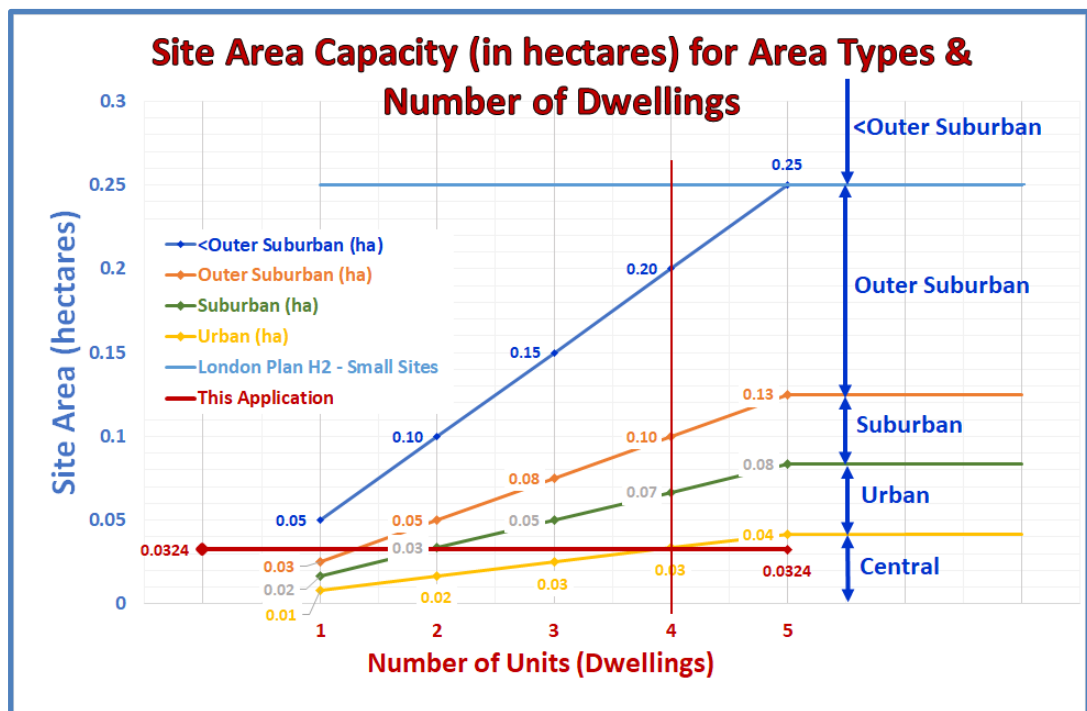 Site Area Capacity (in hectares) for Area Types &
Number of Dwellings
0.3
0.25
0.2
0.15
0.1
0.05
0
Site Area (hectares)
<Outer Suburban (ha)
Outer Suburban (ha)
Suburban (ha)
Urban (ha)
London Plan H2 - Small Sites
This Application
0.05
0.10
0.15
0.20
0.25
0.03
0.05
0.08
0.10
0.13
0.02
0.03
0.05
0.07
0.08
0.01
0.02
0.03
0.03
0.04
0.0324
0.0324
<Outer Suburban
Outer Suburban
Suburban
Urban
Central
1
2
3
4
5
Number of Units (Dwellings)